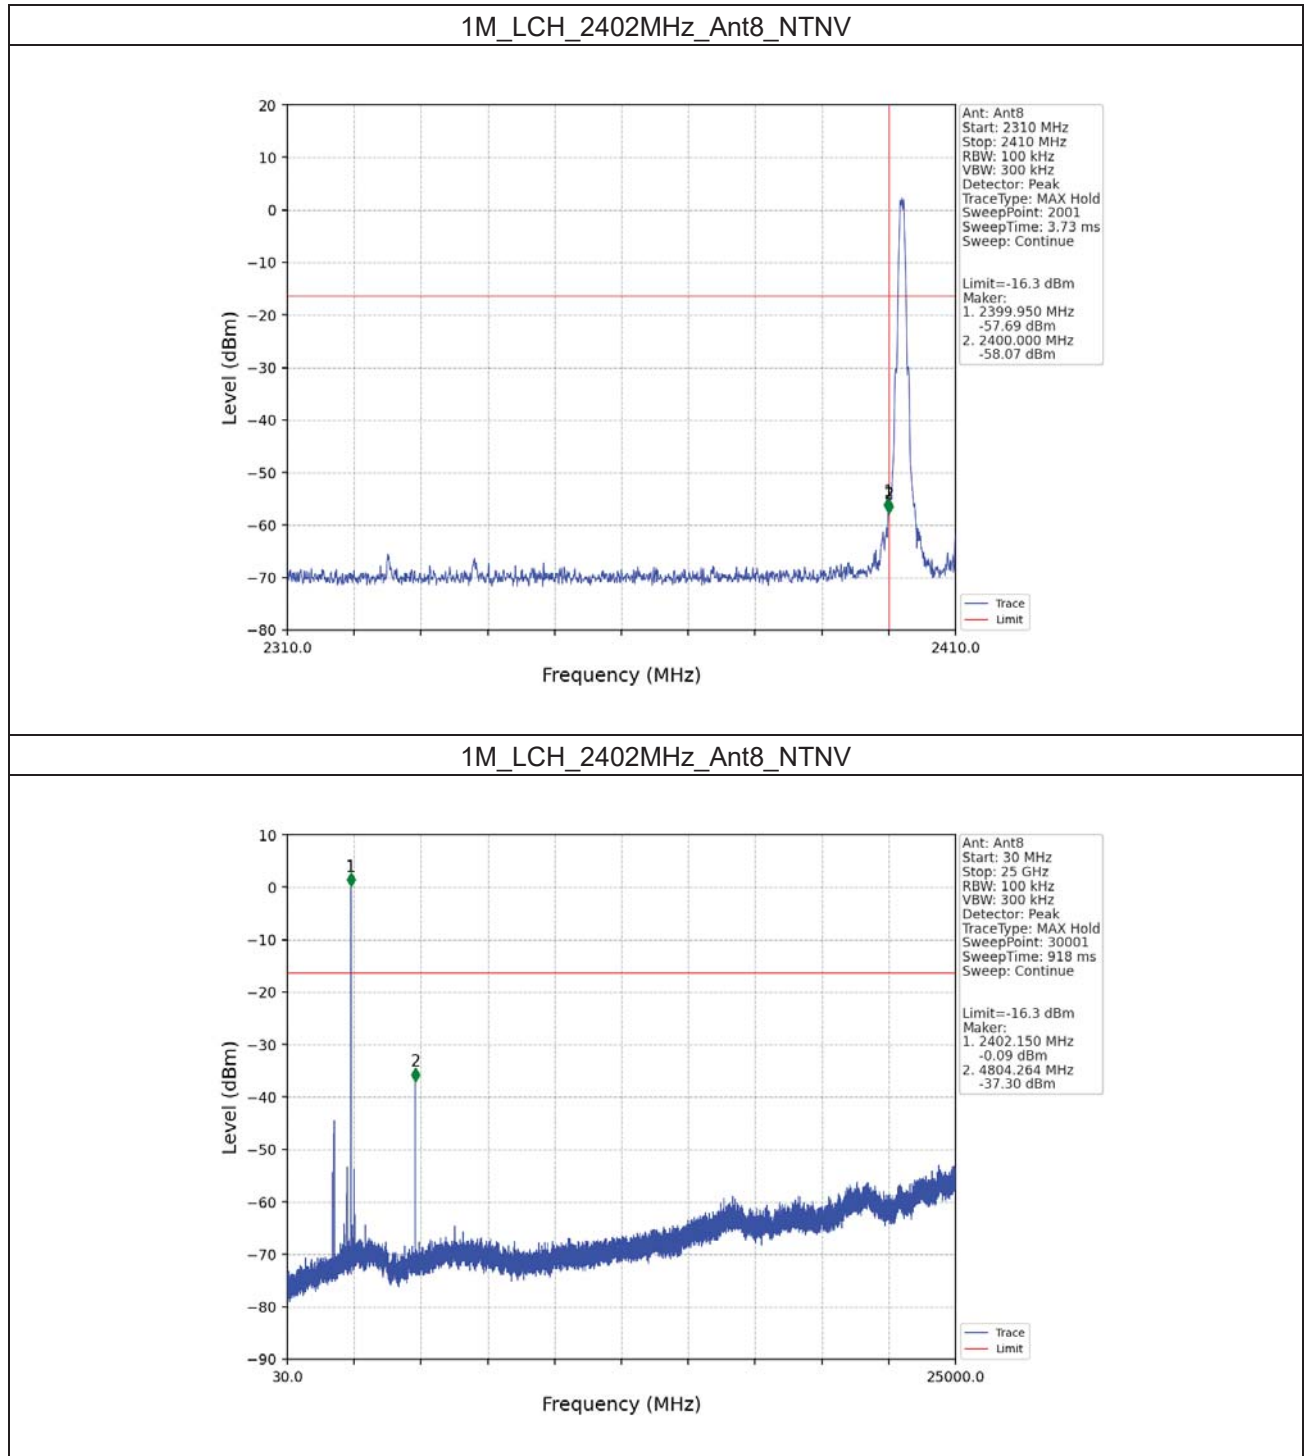 1M_LCH_2402MHz_Ant8_NTNV
20
10
0
−10
−20
−30
−40
−50
−60
−70
−80
Level (dBm)
2310.0
2410.0
Frequency (MHz)
2
Ant: Ant8
Start: 2310 MHz
Stop: 2410 MHz
RBW: 100 kHz
VBW: 300 kHz
Detector: Peak
TraceType: MAX Hold
SweepPoint: 2001
SweepTime: 3.73 ms
Sweep: Continue
Limit=-16.3 dBm
Maker:
1. 2399.950 MHz
-57.69 dBm
2. 2400.000 MHz
-58.07 dBm
Trace
Limit
1M_LCH_2402MHz_Ant8_NTNV
10
0
−10
−20
−30
−40
−50
−60
−70
−80
−90
Level (dBm)
30.0
25000.0
Frequency (MHz)
1
2
Ant: Ant8
Start: 30 MHz
Stop: 25 GHz
RBW: 100 kHz
VBW: 300 kHz
Detector: Peak
TraceType: MAX Hold
SweepPoint: 30001
SweepTime: 918 ms
Sweep: Continue
Limit=-16.3 dBm
Maker:
1. 2402.150 MHz
-0.09 dBm
2. 4804.264 MHz
-37.30 dBm
Trace
Limit